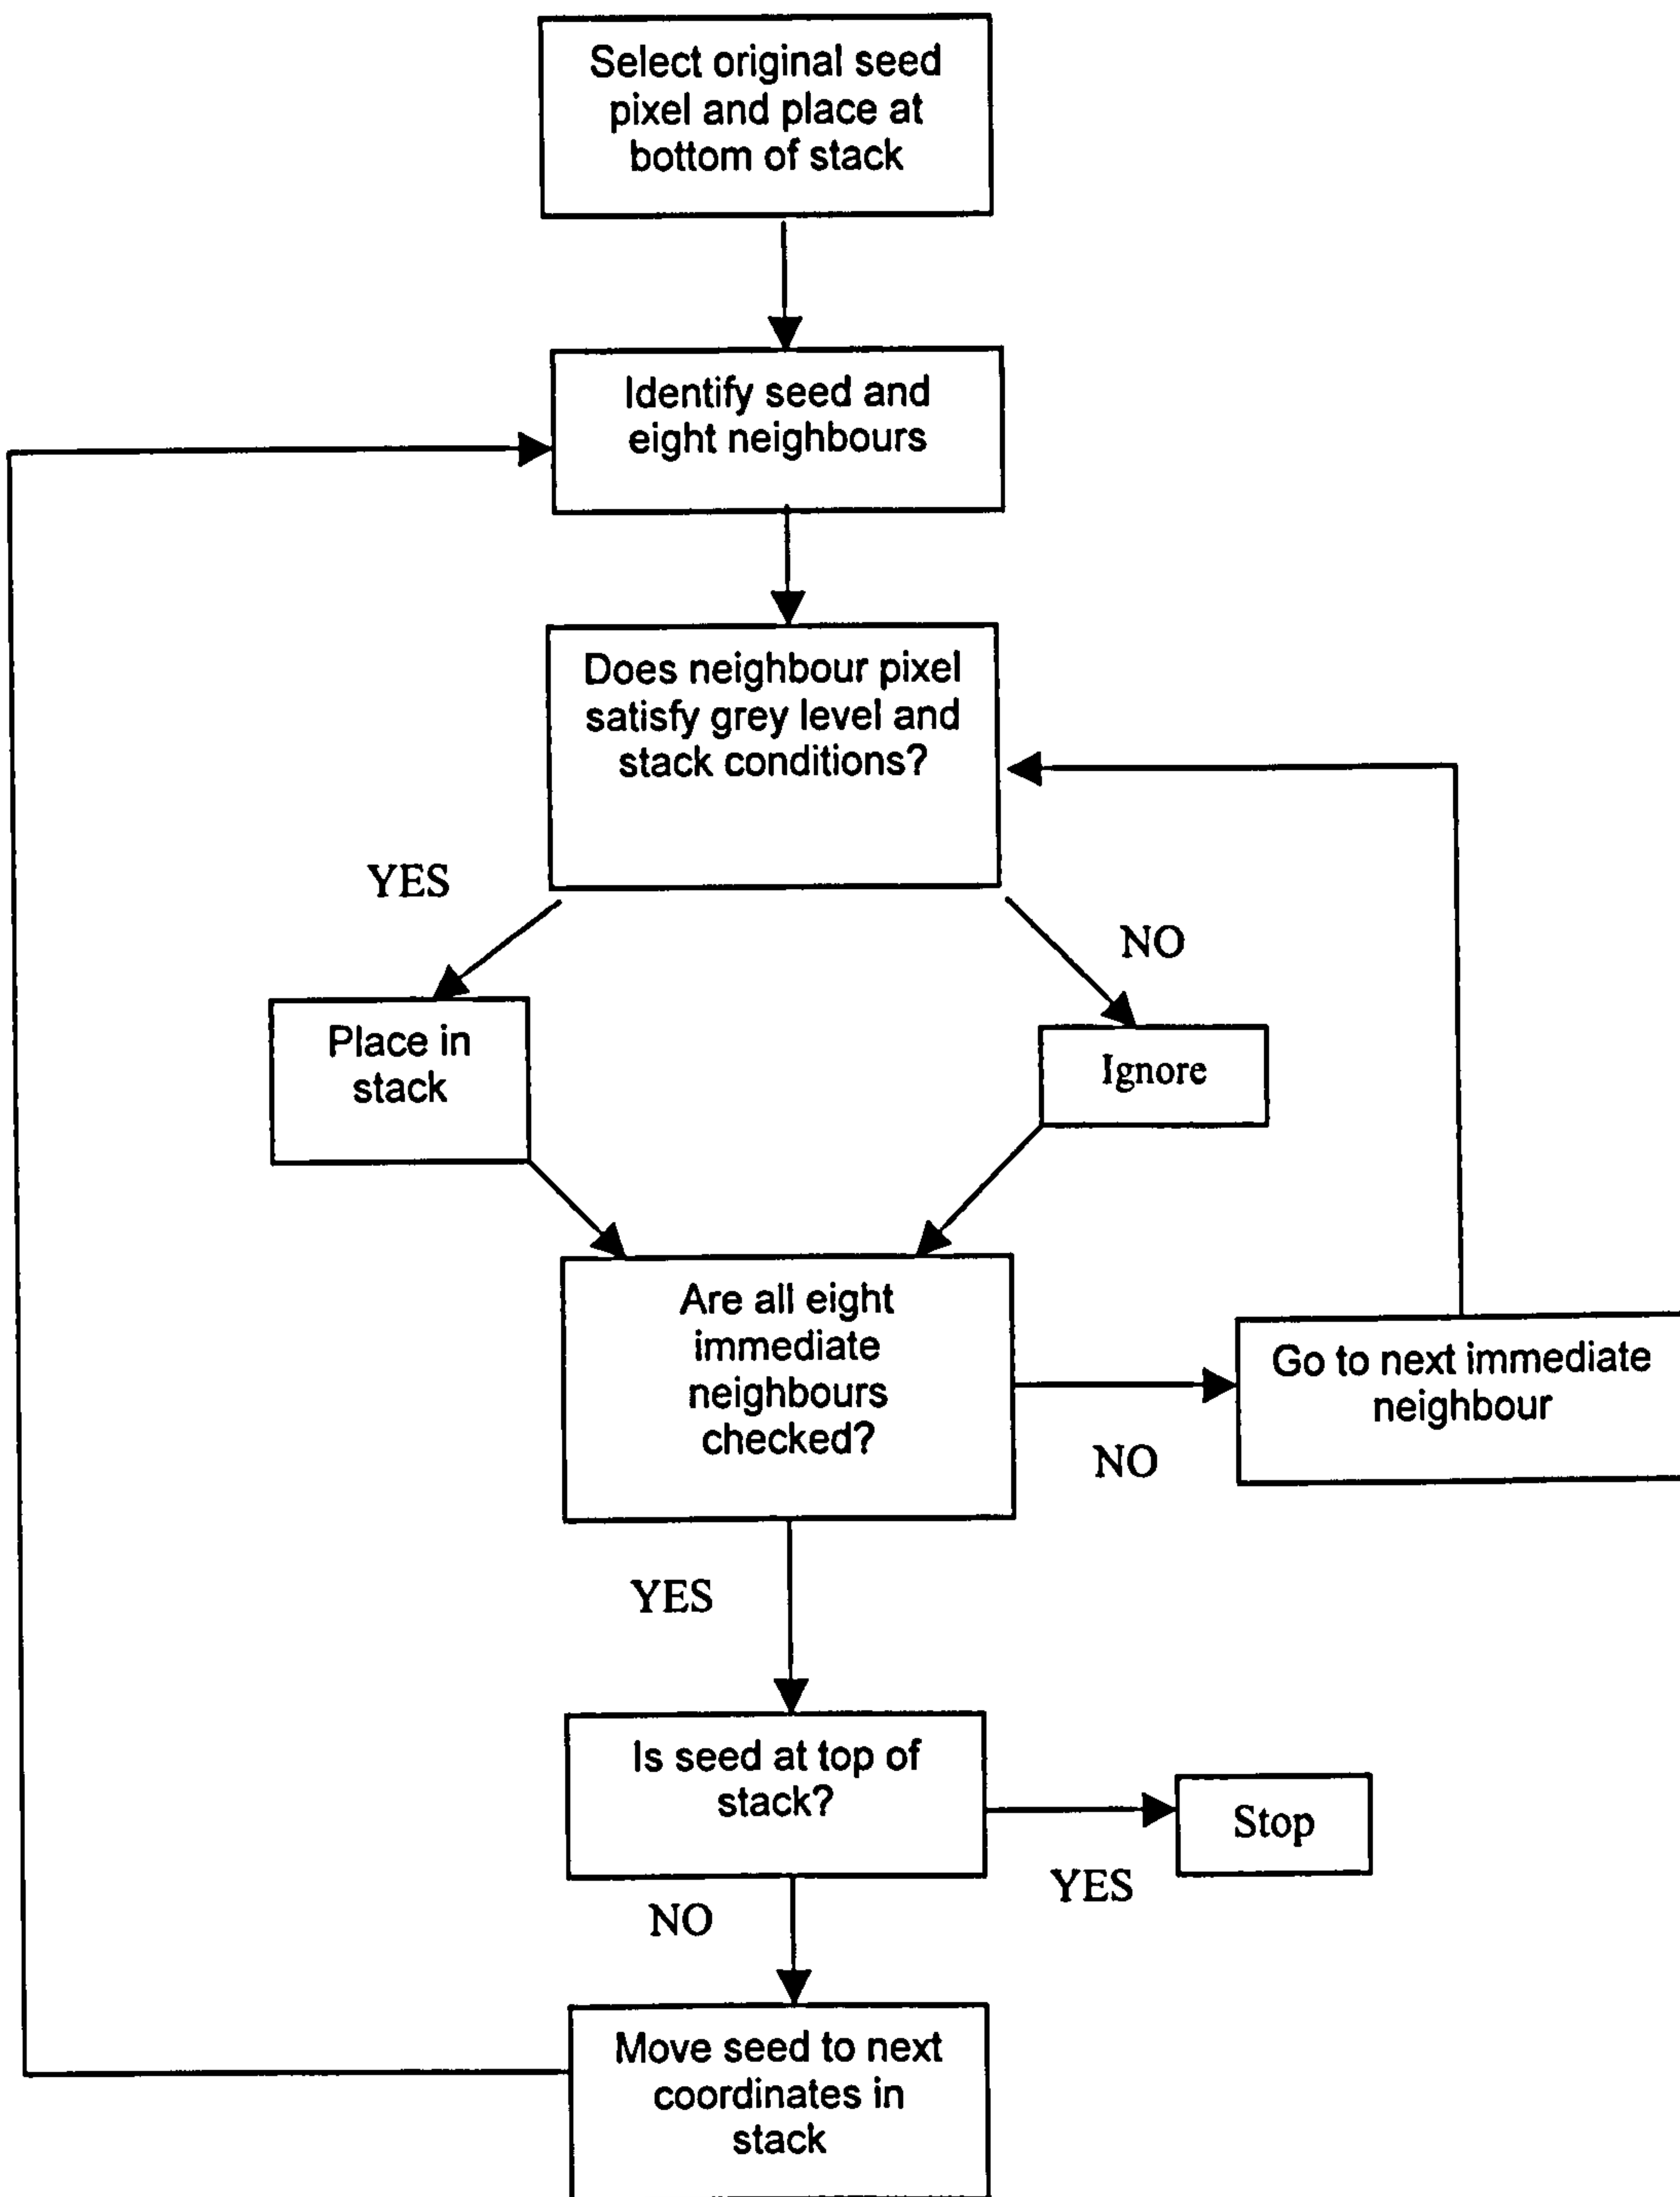 Select original seed
pixel and place at
bottom of stack
Identify seed and
eight neighbours
Does neighbour pixel
satisfy grey level and
stack conditions?
YES
NO
Place in
stack
Ignore
Are all eight
immediate
neighbours
checked?
Go to next immediate
neighbour
NO
YES
Is seed at top of
stack?
Stop
YES
NO
Move seed to next
coordinates in
stack